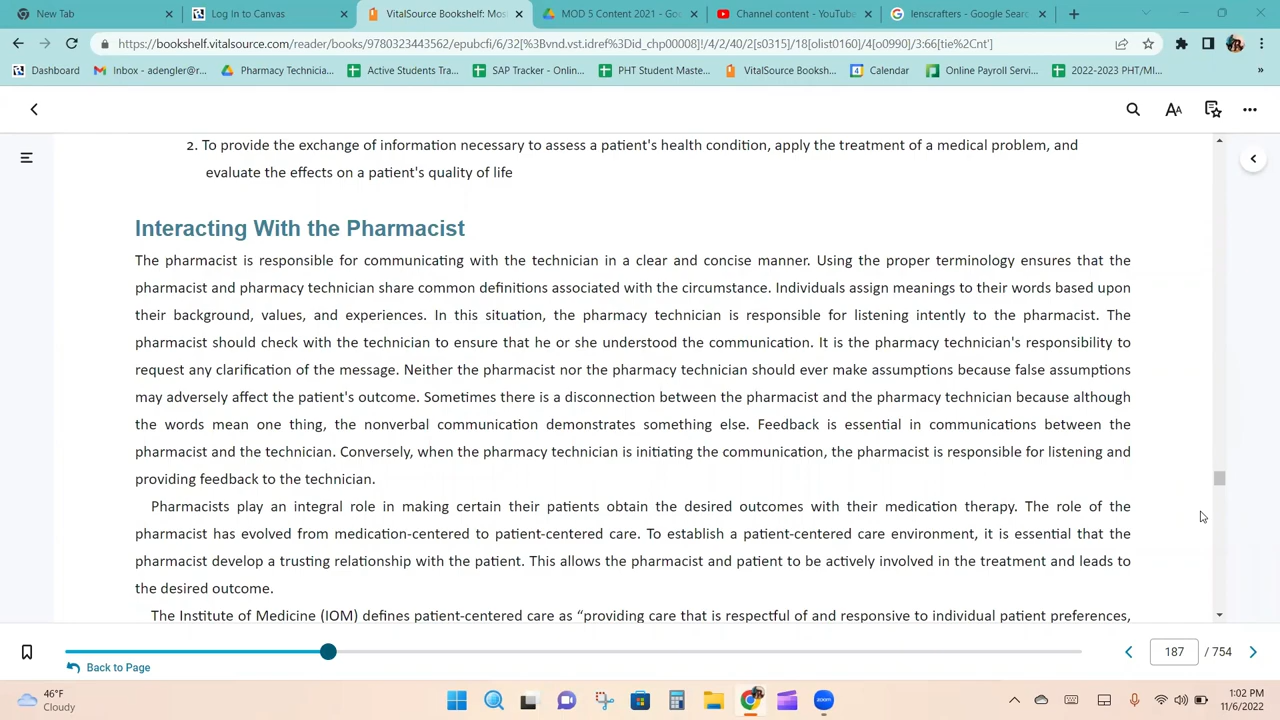 New Tab
Log In to Canvas
VitalSource Bookshelf: Mos
MOD 5 Content 2021 - Go
Channel content - YouTube
lenscrafters - Google Sear
https://bookshelf.vitalsource.com/reader/books/9780323443562/epubcfi/6/32[%3Bvnd.vst.idref%3Did_chp00008]!/4/2/40/2[s0315]/18[olist0160]/4[o0990]/3:66[tie%2Cnt']
Dashboard
Inbox - adengler@r...
Pharmacy Technicia...
Active Students Tra...
SAP Tracker - Onlin...
PHT Student Maste...
VitalSource Booksh...
Calendar
Online Payroll Servi...
2022-2023 PHT/MI...
2. To provide the exchange of information necessary to assess a patient's health condition, apply the treatment of a medical problem, and
evaluate the effects on a patient's quality of life
Interacting With the Pharmacist
The pharmacist is responsible for communicating with the technician in a clear and concise manner. Using the proper terminology ensures that the
pharmacist and pharmacy technician share common definitions associated with the circumstance. Individuals assign meanings to their words based upon
their background, values, and experiences. In this situation, the pharmacy technician is responsible for listening intently to the pharmacist. The
pharmacist should check with the technician to ensure that he or she understood the communication. It is the pharmacy technician's responsibility to
request any clarification of the message. Neither the pharmacist nor the pharmacy technician should ever make assumptions because false assumptions
may adversely affect the patient's outcome. Sometimes there is a disconnection between the pharmacist and the pharmacy technician because although
the words mean one thing, the nonverbal communication demonstrates something else. Feedback is essential in communications between the
pharmacist and the technician. Conversely, when the pharmacy technician is initiating the communication, the pharmacist is responsible for listening and
providing feedback to the technician.
Pharmacists play an integral role in making certain their patients obtain the desired outcomes with their medication therapy. The role of the
pharmacist has evolved from medication-centered to patient-centered care. To establish a patient-centered care environment, it is essential that the
pharmacist develop a trusting relationship with the patient. This allows the pharmacist and patient to be actively involved in the treatment and leads to
the desired outcome.
The Institute of Medicine (IOM) defines patient-centered care as “providing care that is respectful of and responsive to individual patient preferences,
187 / 754
Back to Page
46°F
Cloudy
zoom
1:02 PM
11/6/2022